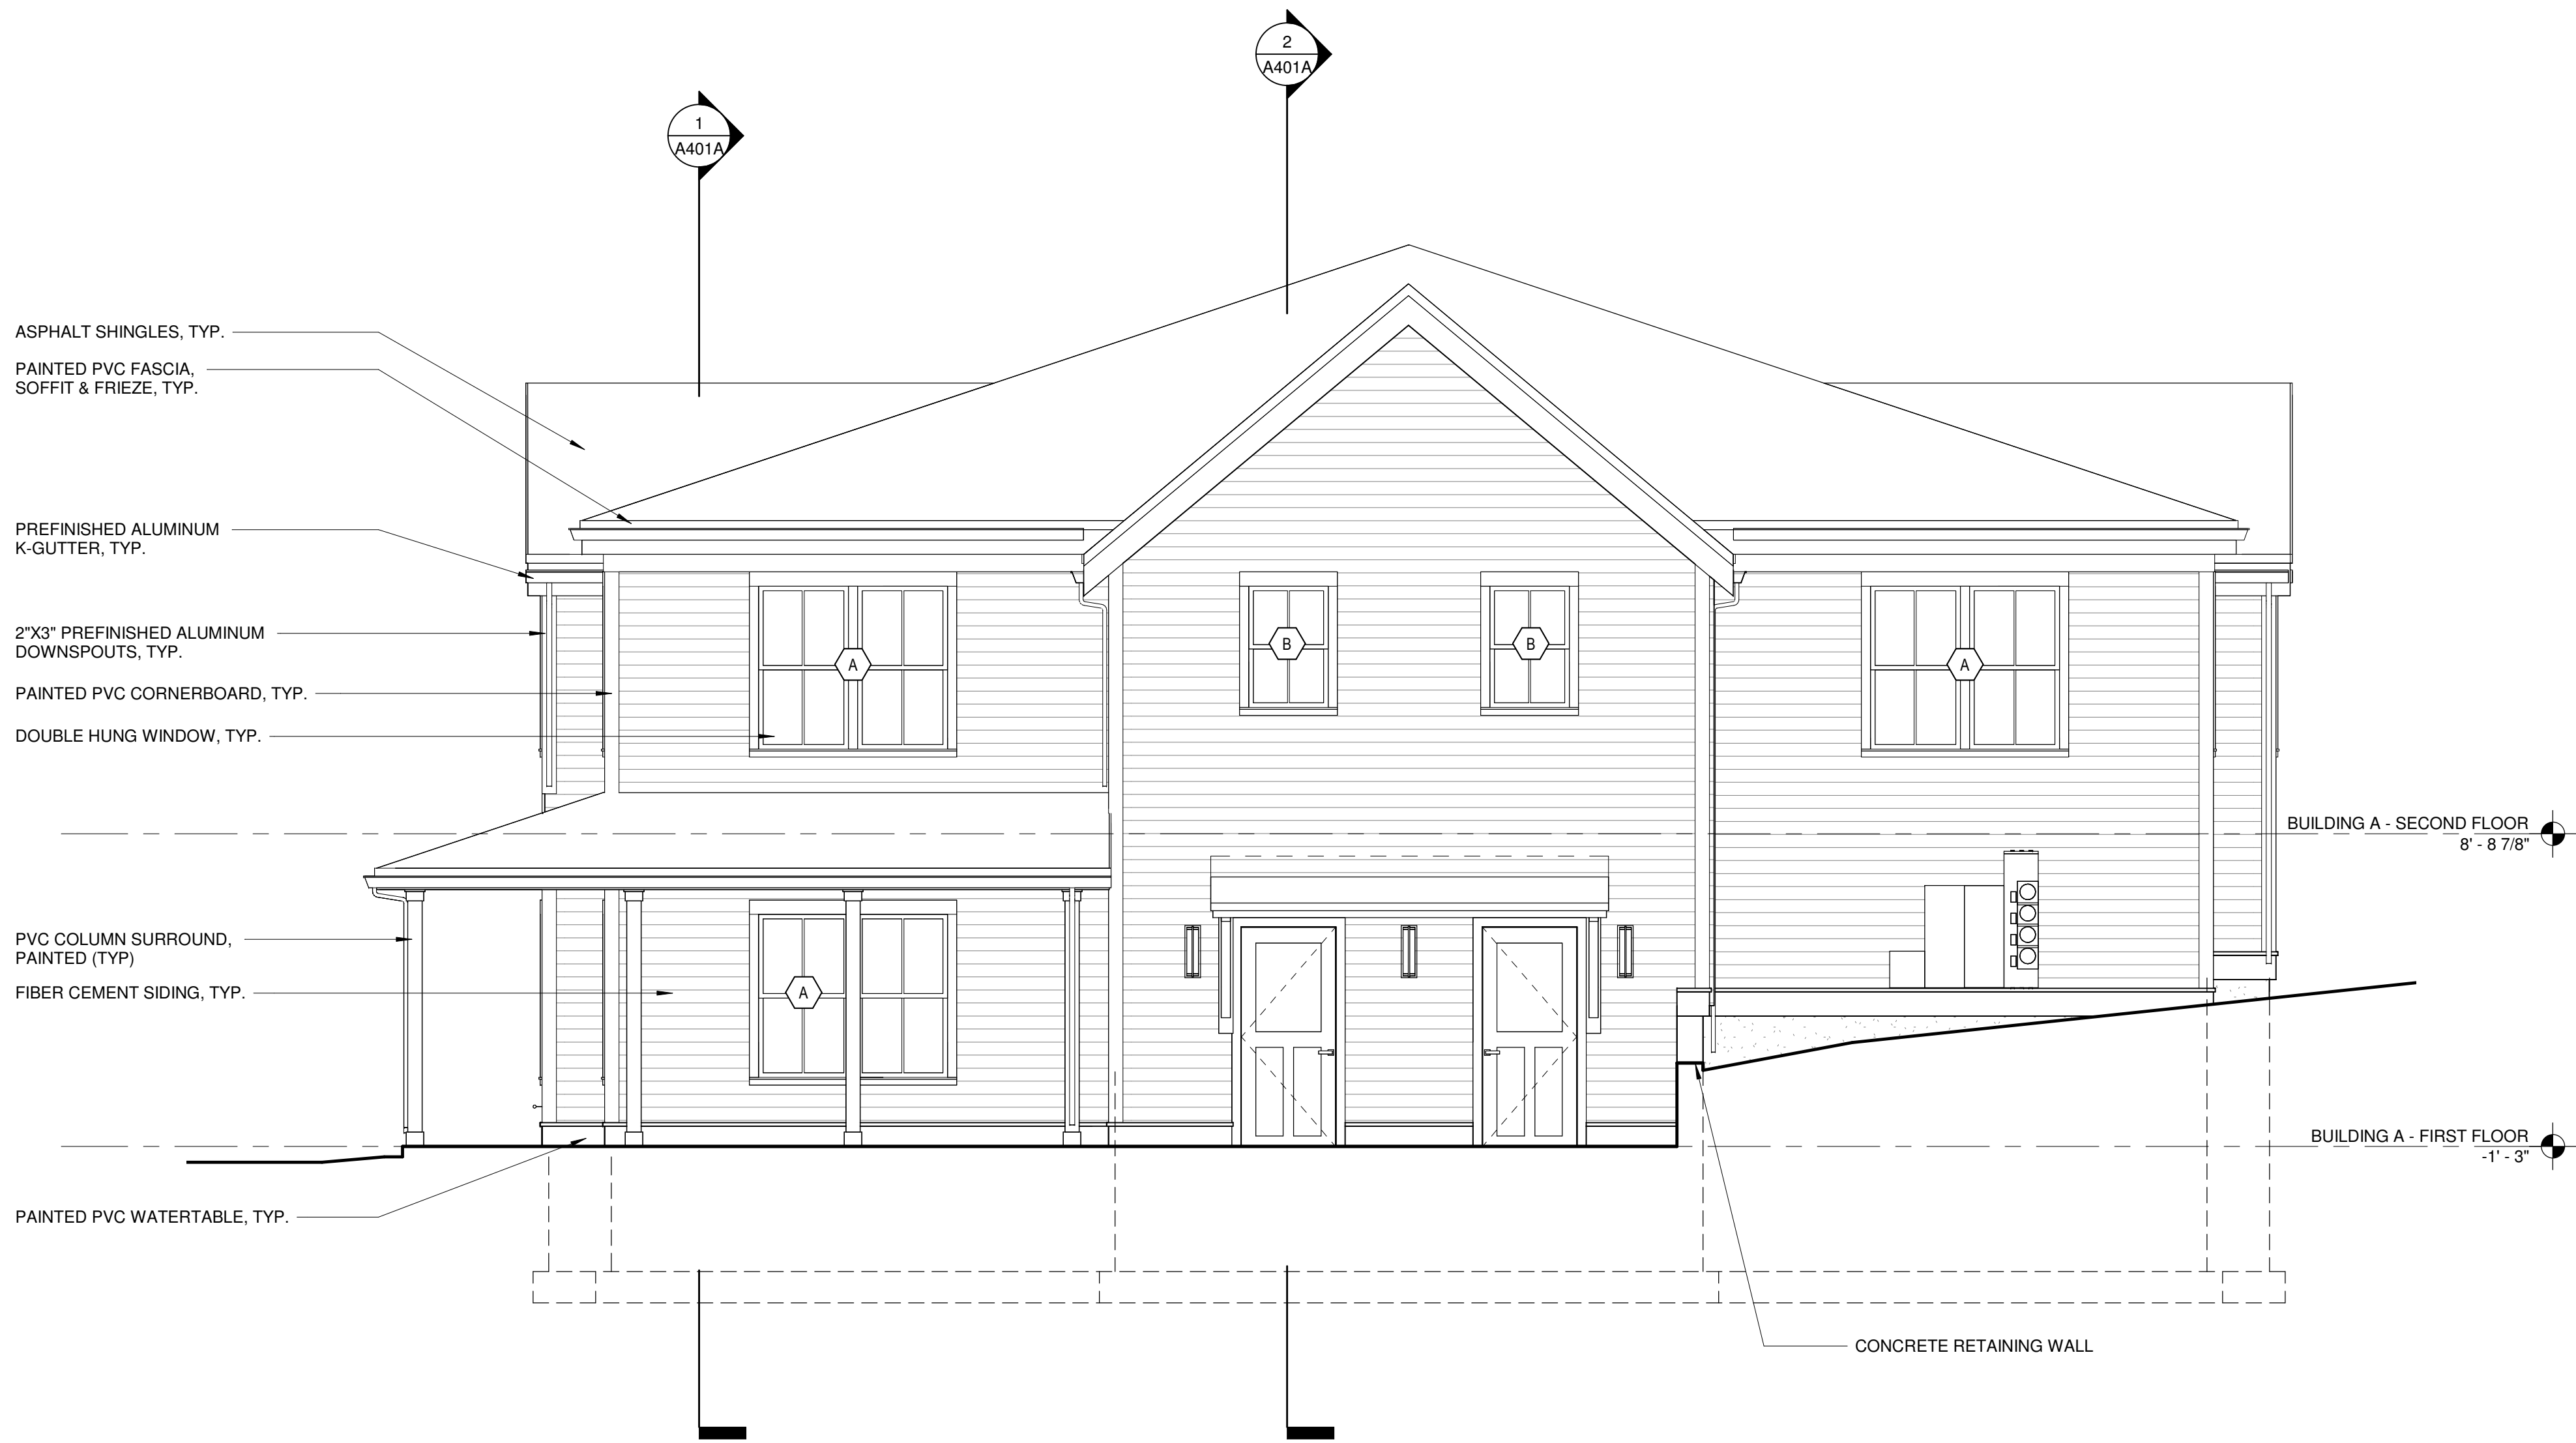 2
A401A
1
A401A
ASPHALT SHINGLES, TYP.
PAINTED PVC FASCIA,
SOFFIT & FRIEZE, TYP.
PREFINISHED ALUMINUM
K-GUTTER, TYP.
2"X3" PREFINISHED ALUMINUM
DOWNSPOUTS, TYP.
PAINTED PVC CORNERBOARD, TYP.
DOUBLE HUNG WINDOW, TYP.
A
B
B
A
BUILDING A - SECOND FLOOR
8' - 8 7/8"
PVC COLUMN SURROUND,
PAINTED (TYP)
FIBER CEMENT SIDING, TYP.
A
BUILDING A - FIRST FLOOR
-1' - 3"
PAINTED PVC WATERTABLE, TYP.
CONCRETE RETAINING WALL